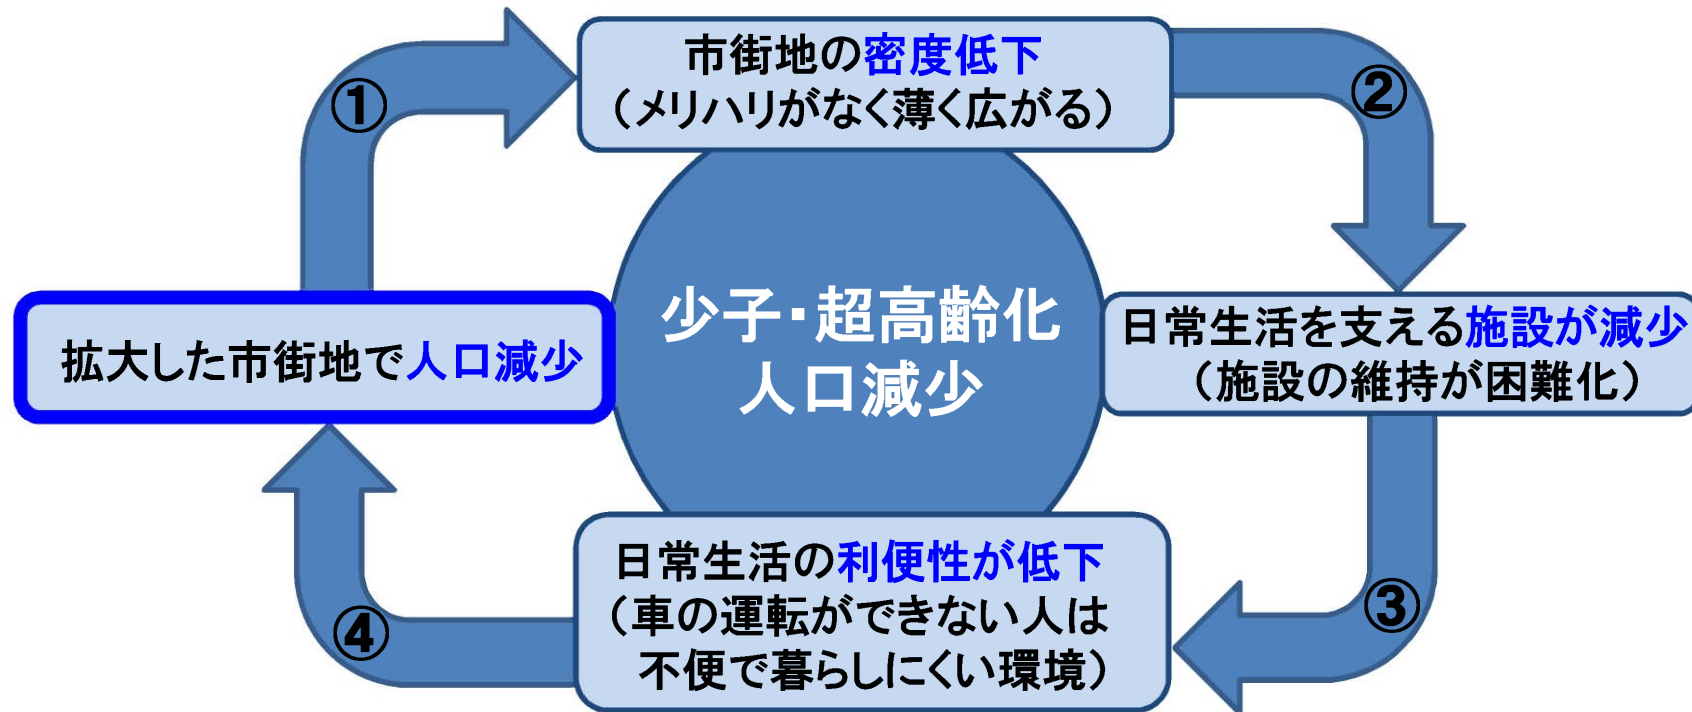 ①
市街地の密度低下
（メリハリがなく薄く広がる）
②
拡大した市街地で人口減少
少子・超高齢化
人口減少
日常生活を支える施設が減少
（施設の維持が困難化）
④
日常生活の利便性が低下
（車の運転ができない人は
不便で暮らしにくい環境）
③